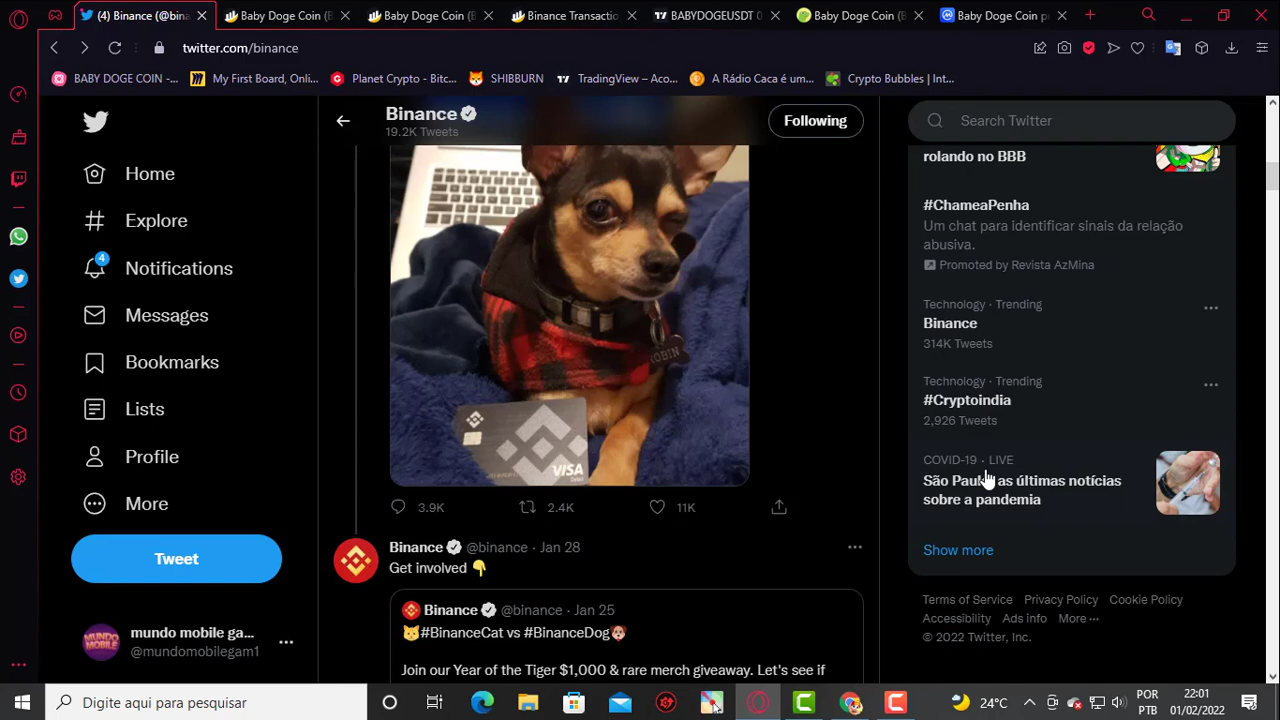 (4) Binance (@bina
Baby Doge Coin (B
Baby Doge Coin (B
Binance Transactio
BABYDOGEUSDT 0
Baby Doge Coin (B
Baby Doge Coin p
twitter.com/binance
BABY DOGE COIN -...
My First Board, Onli...
Planet Crypto - Bitc...
SHIBBURN
TradingView – Aco...
A Rádio Caca é um...
Crypto Bubbles | Int...
Home
Explore
4
Notifications
Messages
Bookmarks
Lists
Profile
More
Tweet
mundo mobile ga...
@mundomobilegam1
Binance
19.2K Tweets
Following
ROBIN
VISA
Debit
3.9K
2.4K
11K
Binance @binance · Jan 28
Get involved
Binance @binance · Jan 25
#BinanceCat vs #BinanceDog
Join our Year of the Tiger $1,000 & rare merch giveaway. Let's see if
Search Twitter
rolando no BBB
#ChameaPenha
Um chat para identificar sinais da relação
abusiva.
Promoted by Revista AzMina
Technology · Trending
Binance
314K Tweets
Technology · Trending
#Cryptoindia
2,926 Tweets
COVID-19 · LIVE
São Paulo: as últimas notícias
sobre a pandemia
Show more
Terms of Service Privacy Policy Cookie Policy
Accessibility Ads info More
© 2022 Twitter, Inc.
Digite aqui para pesquisar
24°C
POR
PTB
22:01
01/02/2022